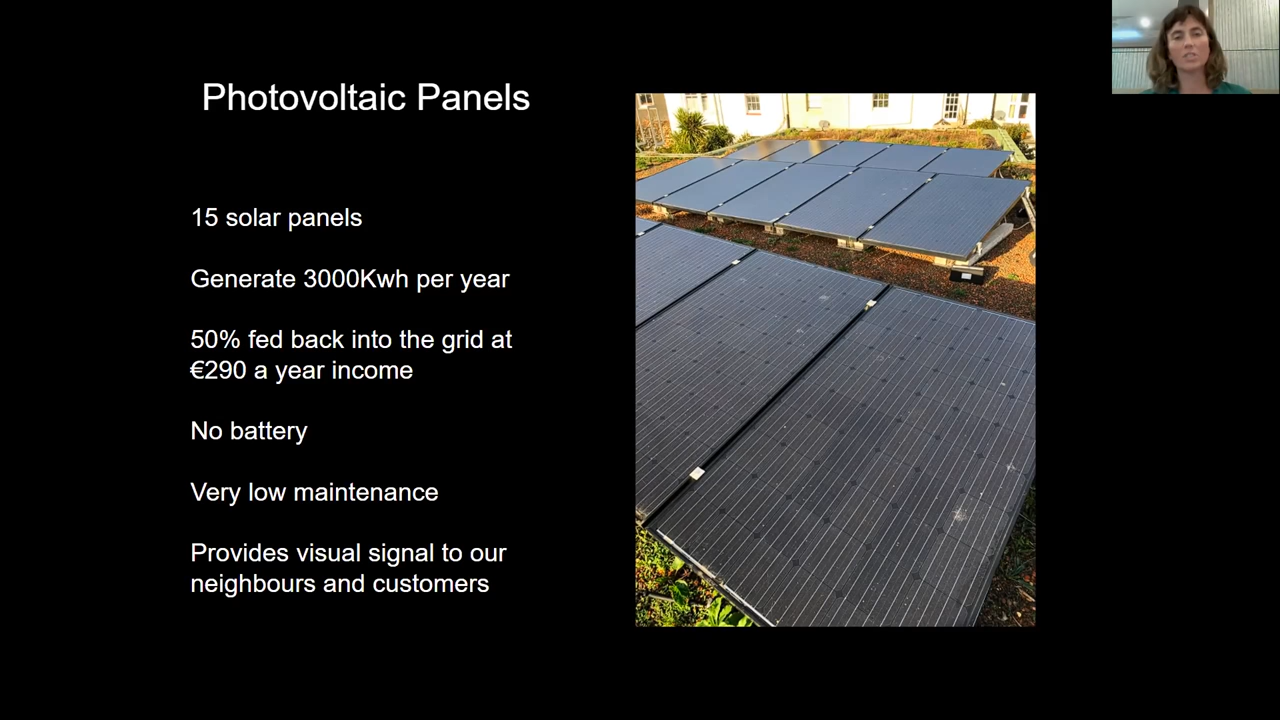 Photovoltaic Panels
15 solar panels
Generate 3000Kwh per year
50% fed back into the grid at
€290 a year income
No battery
Very low maintenance
Provides visual signal to our
neighbours and customers